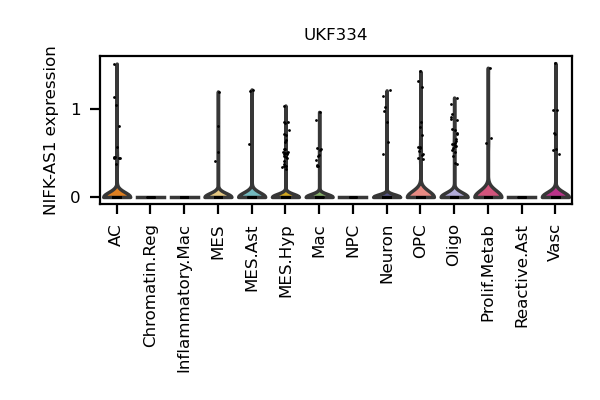 UKF334
NIFK-AS1 expression
1
0
AC
Chromatin.Reg
Inflammatory.Mac
MES
MES.Ast
MES.Hyp
Mac
NPC
Neuron
OPC
Oligo
Prolif.Metab
Reactive.Ast
Vasc